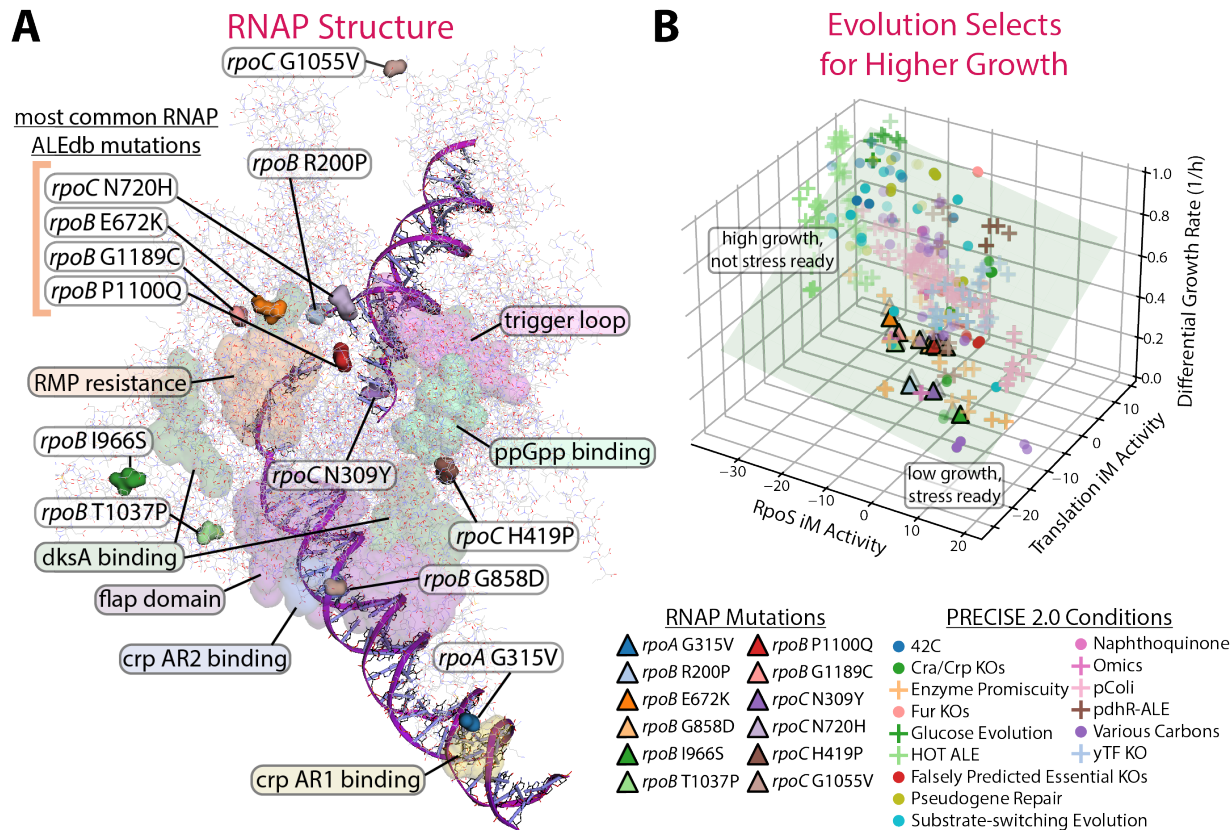 A
RNAP Structure
rpoC G1055V
most common RNAP
ALEdb mutations
rpoB R200P
rpoC N720H
rpoB E672K
rpoB G1189C
rpoB P1100Q
trigger loop
RMP resistance
rpoB I966S
ppGpp binding
rpoC N309Y
rpoB T1037P
rpoC H419P
dksA binding
rpoB G858D
flap domain
crp AR2 binding
rpoA G315V
crp AR1 binding
B
Evolution Selects
for Higher Growth
high growth,
not stress ready
low growth,
stress ready
1.0
0.8
0.6
0.4
0.2
0.0
Differential Growth Rate (1/h)
10
0
−10
−20
Translation iM Activity
−30
−20
−10
0
10
20
RpoS iM Activity
RNAP Mutations
rpoA G315V
rpoB R200P
rpoB E672K
rpoB G858D
rpoB I966S
rpoB T1037P
rpoB P1100Q
rpoB G1189C
rpoC N309Y
rpoC N720H
rpoC H419P
rpoC G1055V
PRECISE 2.0 Conditions
42C
Cra/Crp KOs
Enzyme Promiscuity
Fur KOs
Glucose Evolution
HOT ALE
Falsely Predicted Essential KOs
Pseudogene Repair
Substrate-switching Evolution
Naphthoquinone
Omics
pColi
pdhR-ALE
Various Carbons
yTF KO